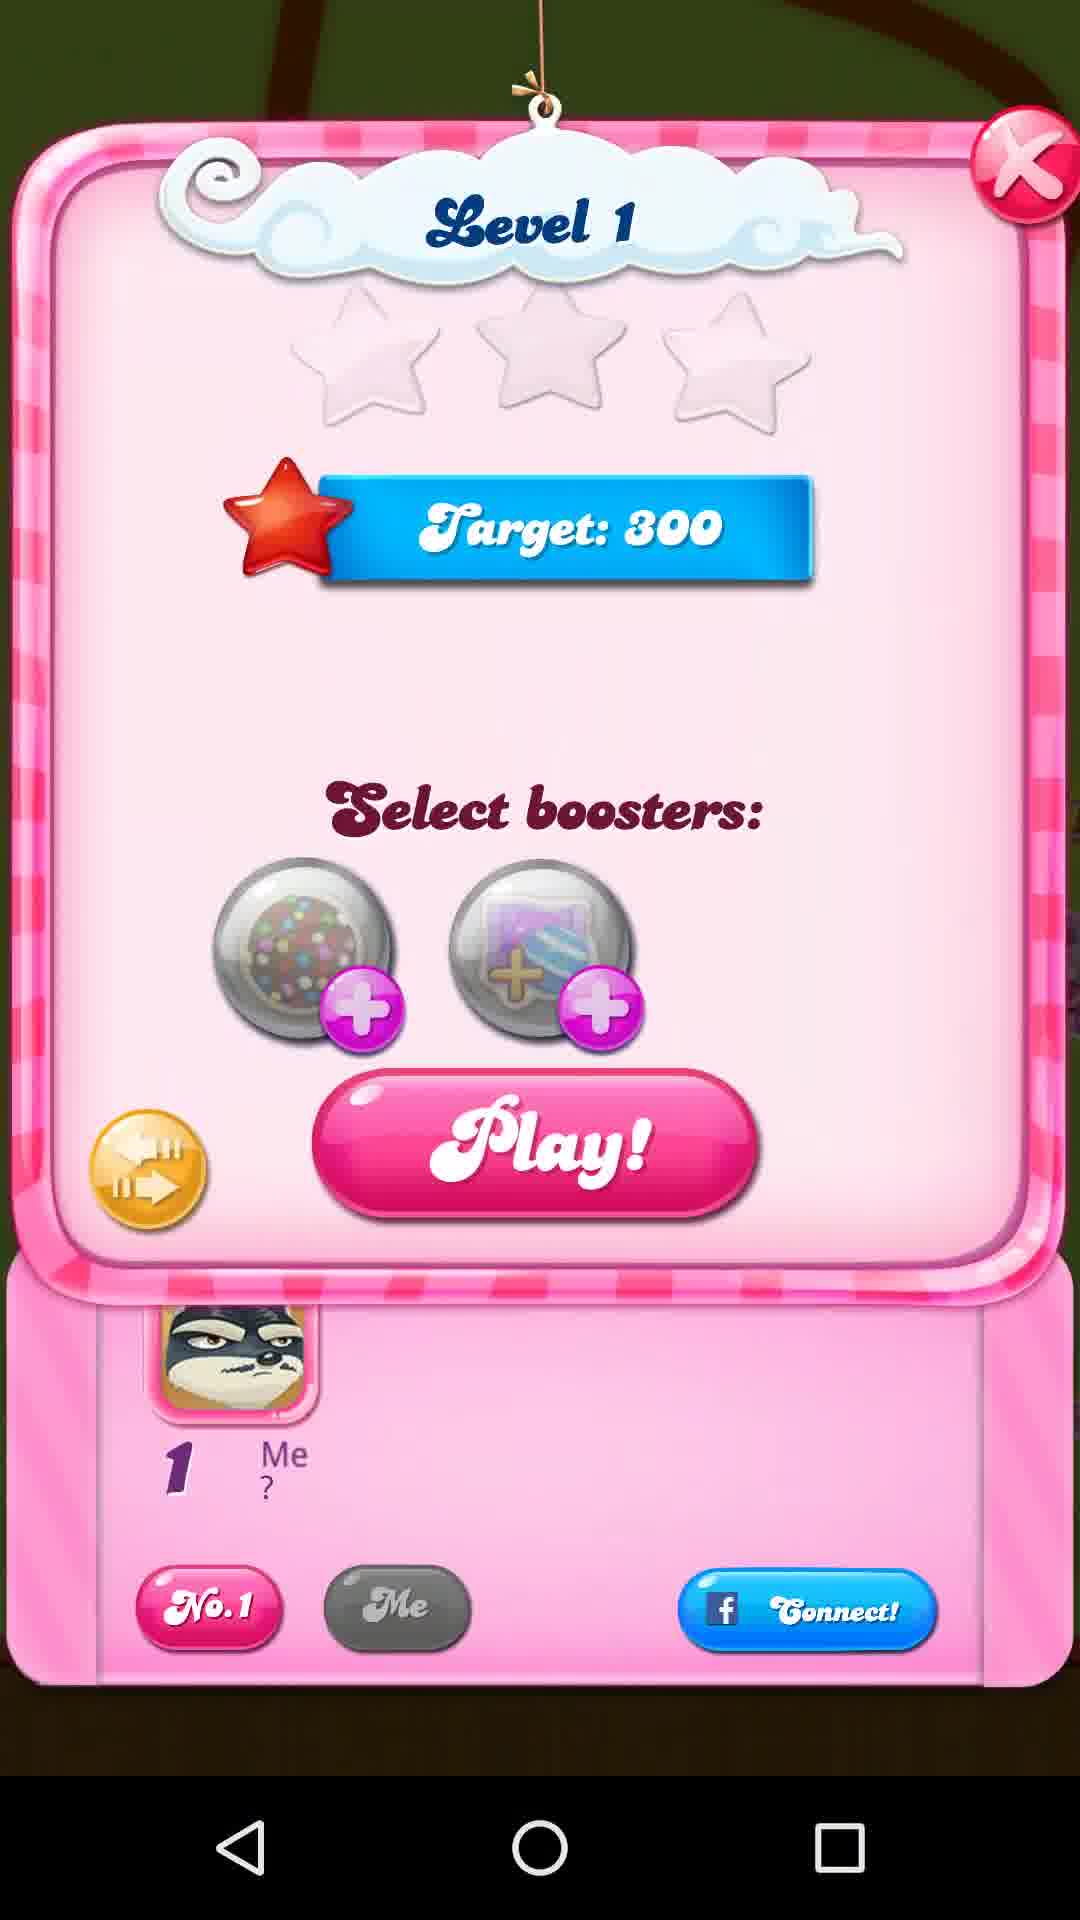 Level 1
Target: 300
Select boosters:
Play!
1
Me
?
No.1
Me
f Connect!